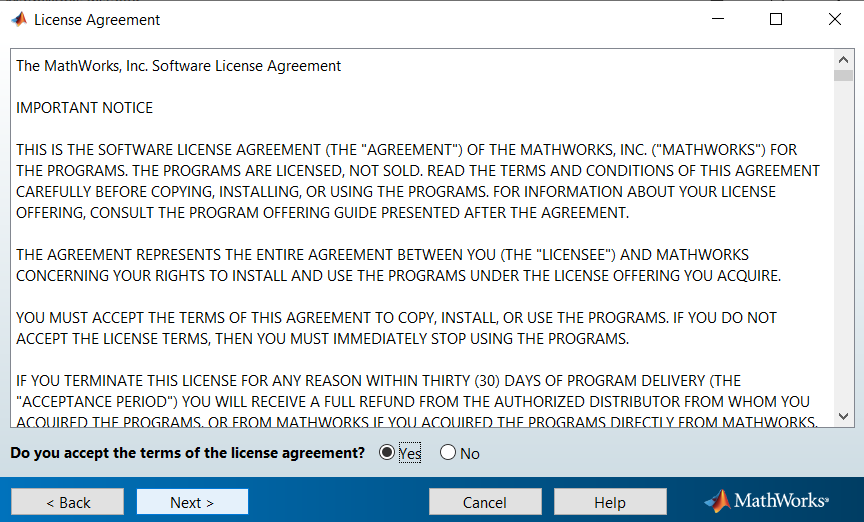 License Agreement
The MathWorks, Inc. Software License Agreement
IMPORTANT NOTICE
THIS IS THE SOFTWARE LICENSE AGREEMENT (THE "AGREEMENT") OF THE MATHWORKS, INC. ("MATHWORKS") FOR
THE PROGRAMS. THE PROGRAMS ARE LICENSED, NOT SOLD. READ THE TERMS AND CONDITIONS OF THIS AGREEMENT
CAREFULLY BEFORE COPYING, INSTALLING, OR USING THE PROGRAMS. FOR INFORMATION ABOUT YOUR LICENSE
OFFERING, CONSULT THE PROGRAM OFFERING GUIDE PRESENTED AFTER THE AGREEMENT.
THE AGREEMENT REPRESENTS THE ENTIRE AGREEMENT BETWEEN YOU (THE "LICENSEE") AND MATHWORKS
CONCERNING YOUR RIGHTS TO INSTALL AND USE THE PROGRAMS UNDER THE LICENSE OFFERING YOU ACQUIRE.
YOU MUST ACCEPT THE TERMS OF THIS AGREEMENT TO COPY, INSTALL, OR USE THE PROGRAMS. IF YOU DO NOT
ACCEPT THE LICENSE TERMS, THEN YOU MUST IMMEDIATELY STOP USING THE PROGRAMS.
IF YOU TERMINATE THIS LICENSE FOR ANY REASON WITHIN THIRTY (30) DAYS OF PROGRAM DELIVERY (THE
"ACCEPTANCE PERIOD") YOU WILL RECEIVE A FULL REFUND FROM THE AUTHORIZED DISTRIBUTOR FROM WHOM YOU
ACQUIRED THE PROGRAMS, OR FROM MATHWORKS IF YOU ACQUIRED THE PROGRAMS DIRECTLY FROM MATHWORKS.
Do you accept the terms of the license agreement? Yes No
< Back Next > Cancel Help MathWorks®